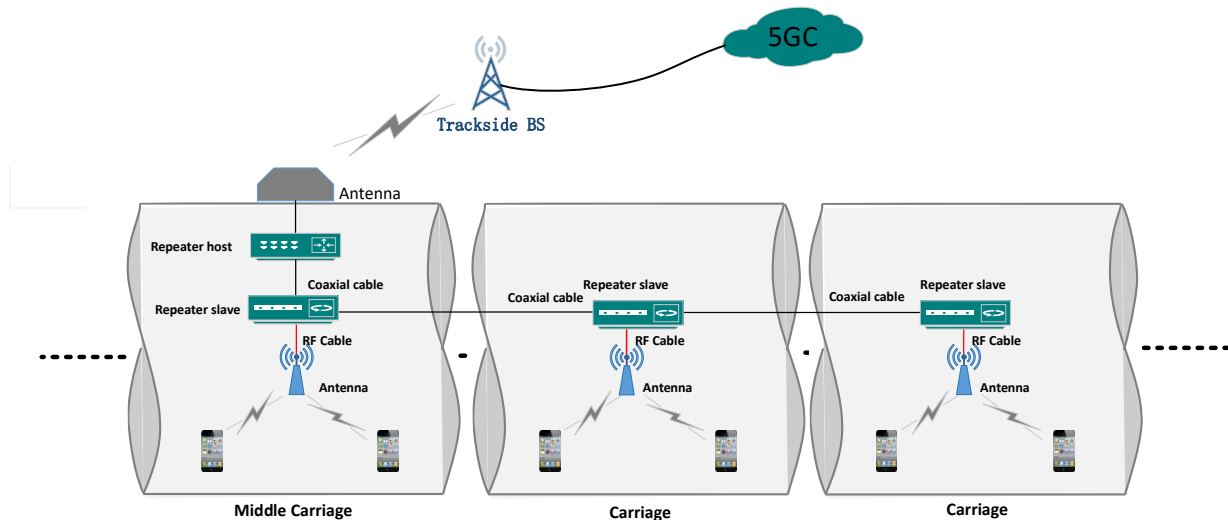 5GC
Trackside BS
Antenna
Repeater host
Coaxial cable
Repeater slave
RF Cable
Antenna
Coaxial cable
Repeater slave
RF Cable
Antenna
Coaxial cable
Repeater slave
RF Cable
Antenna
Middle Carriage
Carriage
Carriage